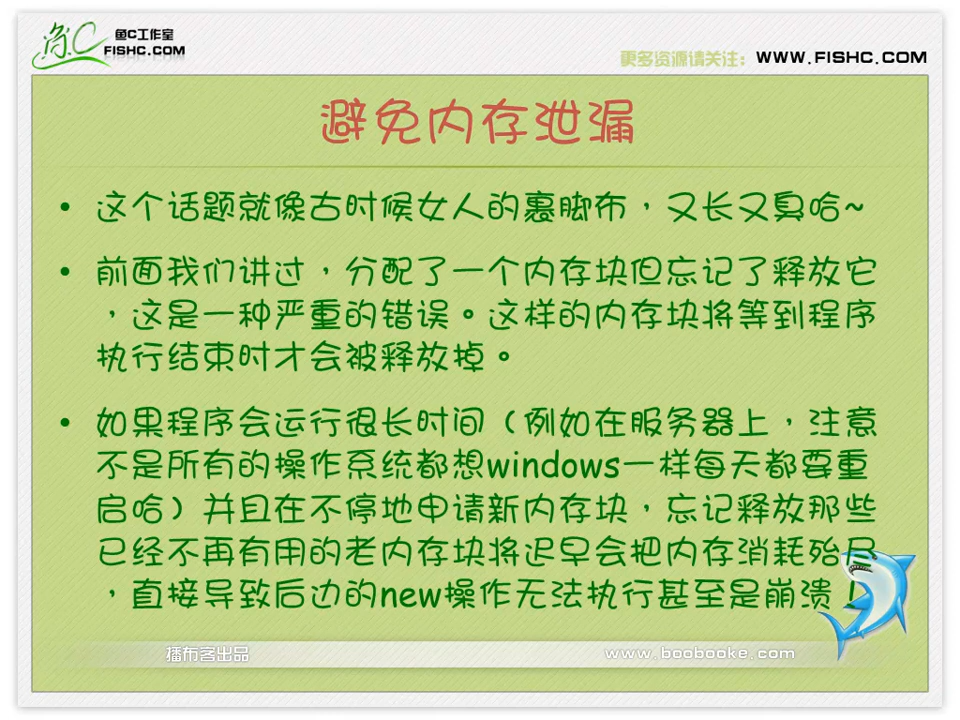 鱼C工作室
FISHC.COM
更多资源请关注：WWW.FISHC.COM
避免内存泄漏
• 这个话题就像古时候女人的裹脚布，又长又臭哈~
• 前面我们讲过，分配了一个内存块但忘记了释放它
，这是一种严重的错误。这样的内存块将等到程序
执行结束时才会被释放掉。
• 如果程序会运行很长时间（例如在服务器上，注意
不是所有的操作系统都想windows一样每天都要重
启哈）并且在不停地申请新内存块，忘记释放那些
已经不再有用的老内存块将迟早会把内存消耗殆尽
，直接导致后边的new操作无法执行甚至是崩溃！
播布客出品
www.boobooke.com